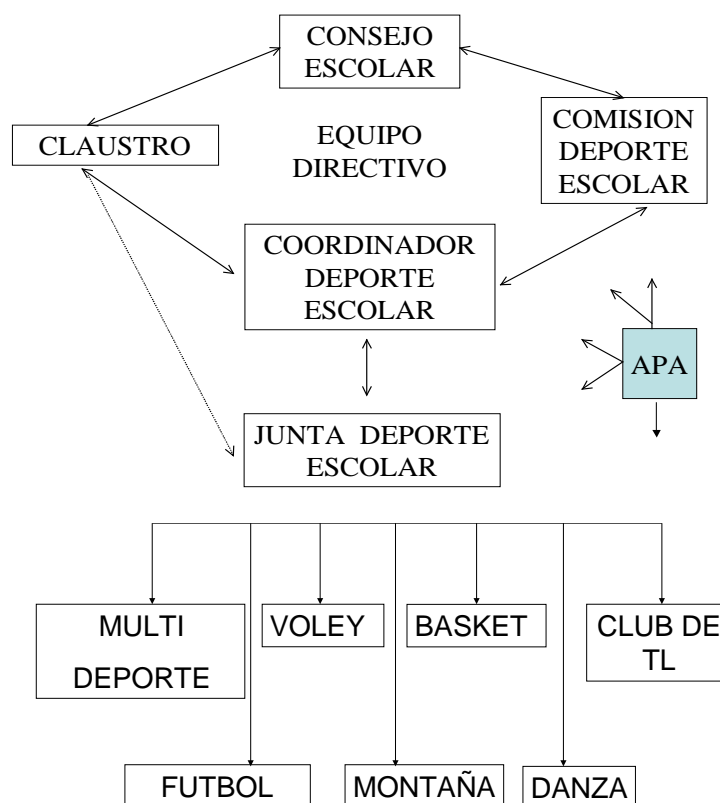 CONSEJO
ESCOLAR
CLAUSTRO
EQUIPO
DIRECTIVO
COMISION
DEPORTE
ESCOLAR
COORDINADOR
DEPORTE
ESCOLAR
APA
JUNTA DEPORTE
ESCOLAR
MULTI
DEPORTE
VOLEY
BASKET
CLUB DE
TL
FUTBOL
MONTAÑA
DANZA